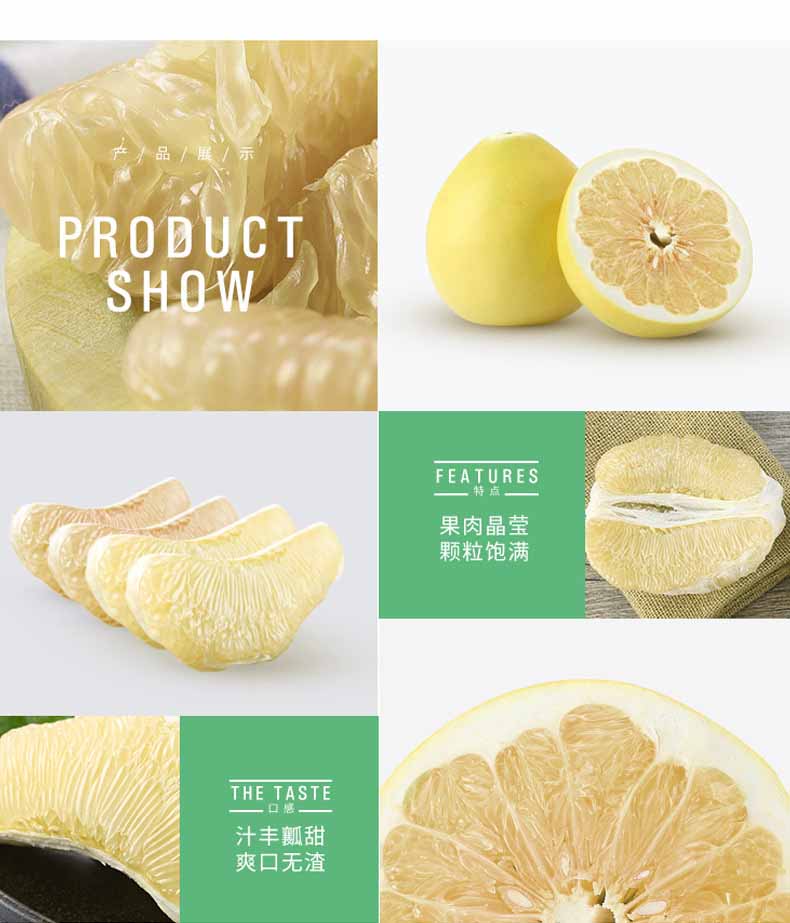 产/品/展/示
PRODUCT
SHOW
FEATURES
特点
果肉晶莹
颗粒饱满
THE TASTE
口感
汁丰瓤甜
爽口无渣